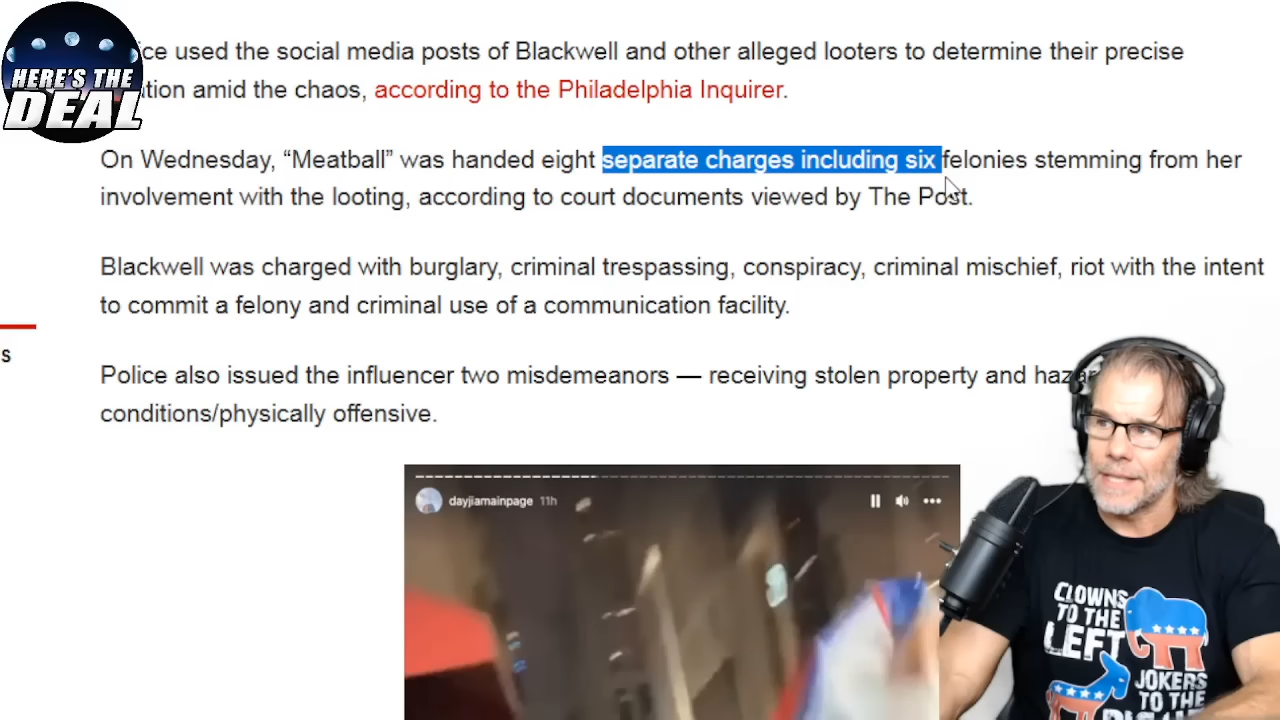 HERE'S THE
DEAL
used the social media posts of Blackwell and other alleged looters to determine their precise
amid the chaos, according to the Philadelphia Inquirer.
On Wednesday, “Meatball” was handed eight separate charges including six felonies stemming from her
involvement with the looting, according to court documents viewed by The Post.
Blackwell was charged with burglary, criminal trespassing, conspiracy, criminal mischief, riot with the intent
to commit a felony and criminal use of a communication facility.
s
Police also issued the influencer two misdemeanors — receiving stolen property and
conditions/physically offensive.
dayjiamainpage 11h
CLOWNS
TO THE
LEFT
JOKERS
TO THE